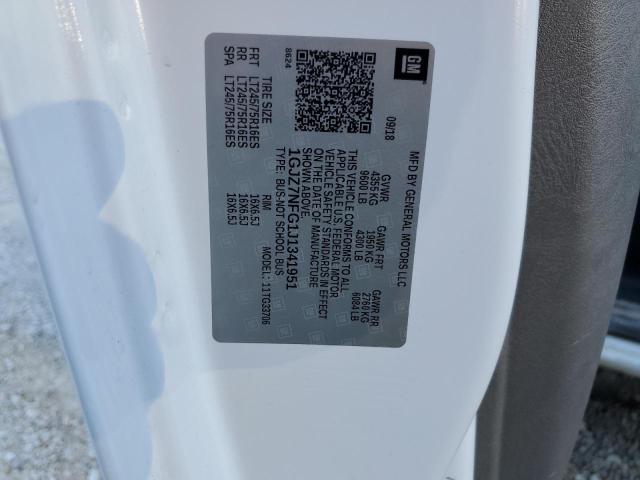 GM
MFD BY GENERAL MOTORS LLC
09/18
GVWR GAWR FRT GAWR RR
4355 KG 1950 KG 2760 KG
9600 LB 4300 LB 6084 LB
THIS VEHICLE CONFORMS TO ALL
APPLICABLE U.S. FEDERAL MOTOR
VEHICLE SAFETY STANDARDS IN EFFECT
ON THE DATE OF MANUFACTURE
SHOWN ABOVE.
1GJZ7NFG1J1341951
TYPE: BUS-NOT SCHOOL BUS 11TG33706
8624
TIRE SIZE RIM
FRT LT245/75R16ES 16X6.5J
RR LT245/75R16ES 16X6.5J
SPA LT245/75R16ES 16X6.5J